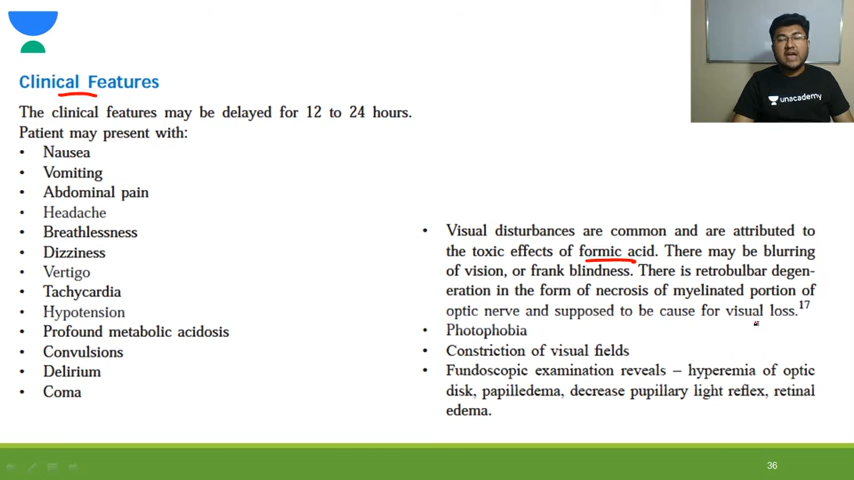 Clinical Features
The clinical features may be delayed for 12 to 24 hours.
Patient may present with:
• Nausea
• Vomiting
• Abdominal pain
• Headache
• Breathlessness
• Dizziness
• Vertigo
• Tachycardia
• Hypotension
• Profound metabolic acidosis
• Convulsions
• Delirium
• Coma
• Visual disturbances are common and are attributed to
the toxic effects of formic acid. There may be blurring
of vision, or frank blindness. There is retrobulbar degen-
eration in the form of necrosis of myelinated portion of
optic nerve and supposed to be cause for visual loss.17
• Photophobia
• Constriction of visual fields
• Fundoscopic examination reveals – hyperemia of optic
disk, papilledema, decrease pupillary light reflex, retinal
edema.
unacademy
36